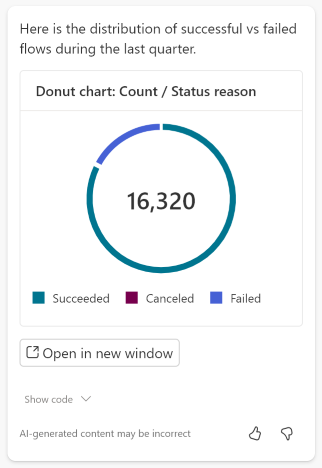 Here is the distribution of successful vs failed
flows during the last quarter.
Donut chart: Count / Status reason
16,320
Succeeded
Canceled
Failed
Open in new window
Show code
AI-generated content may be incorrect